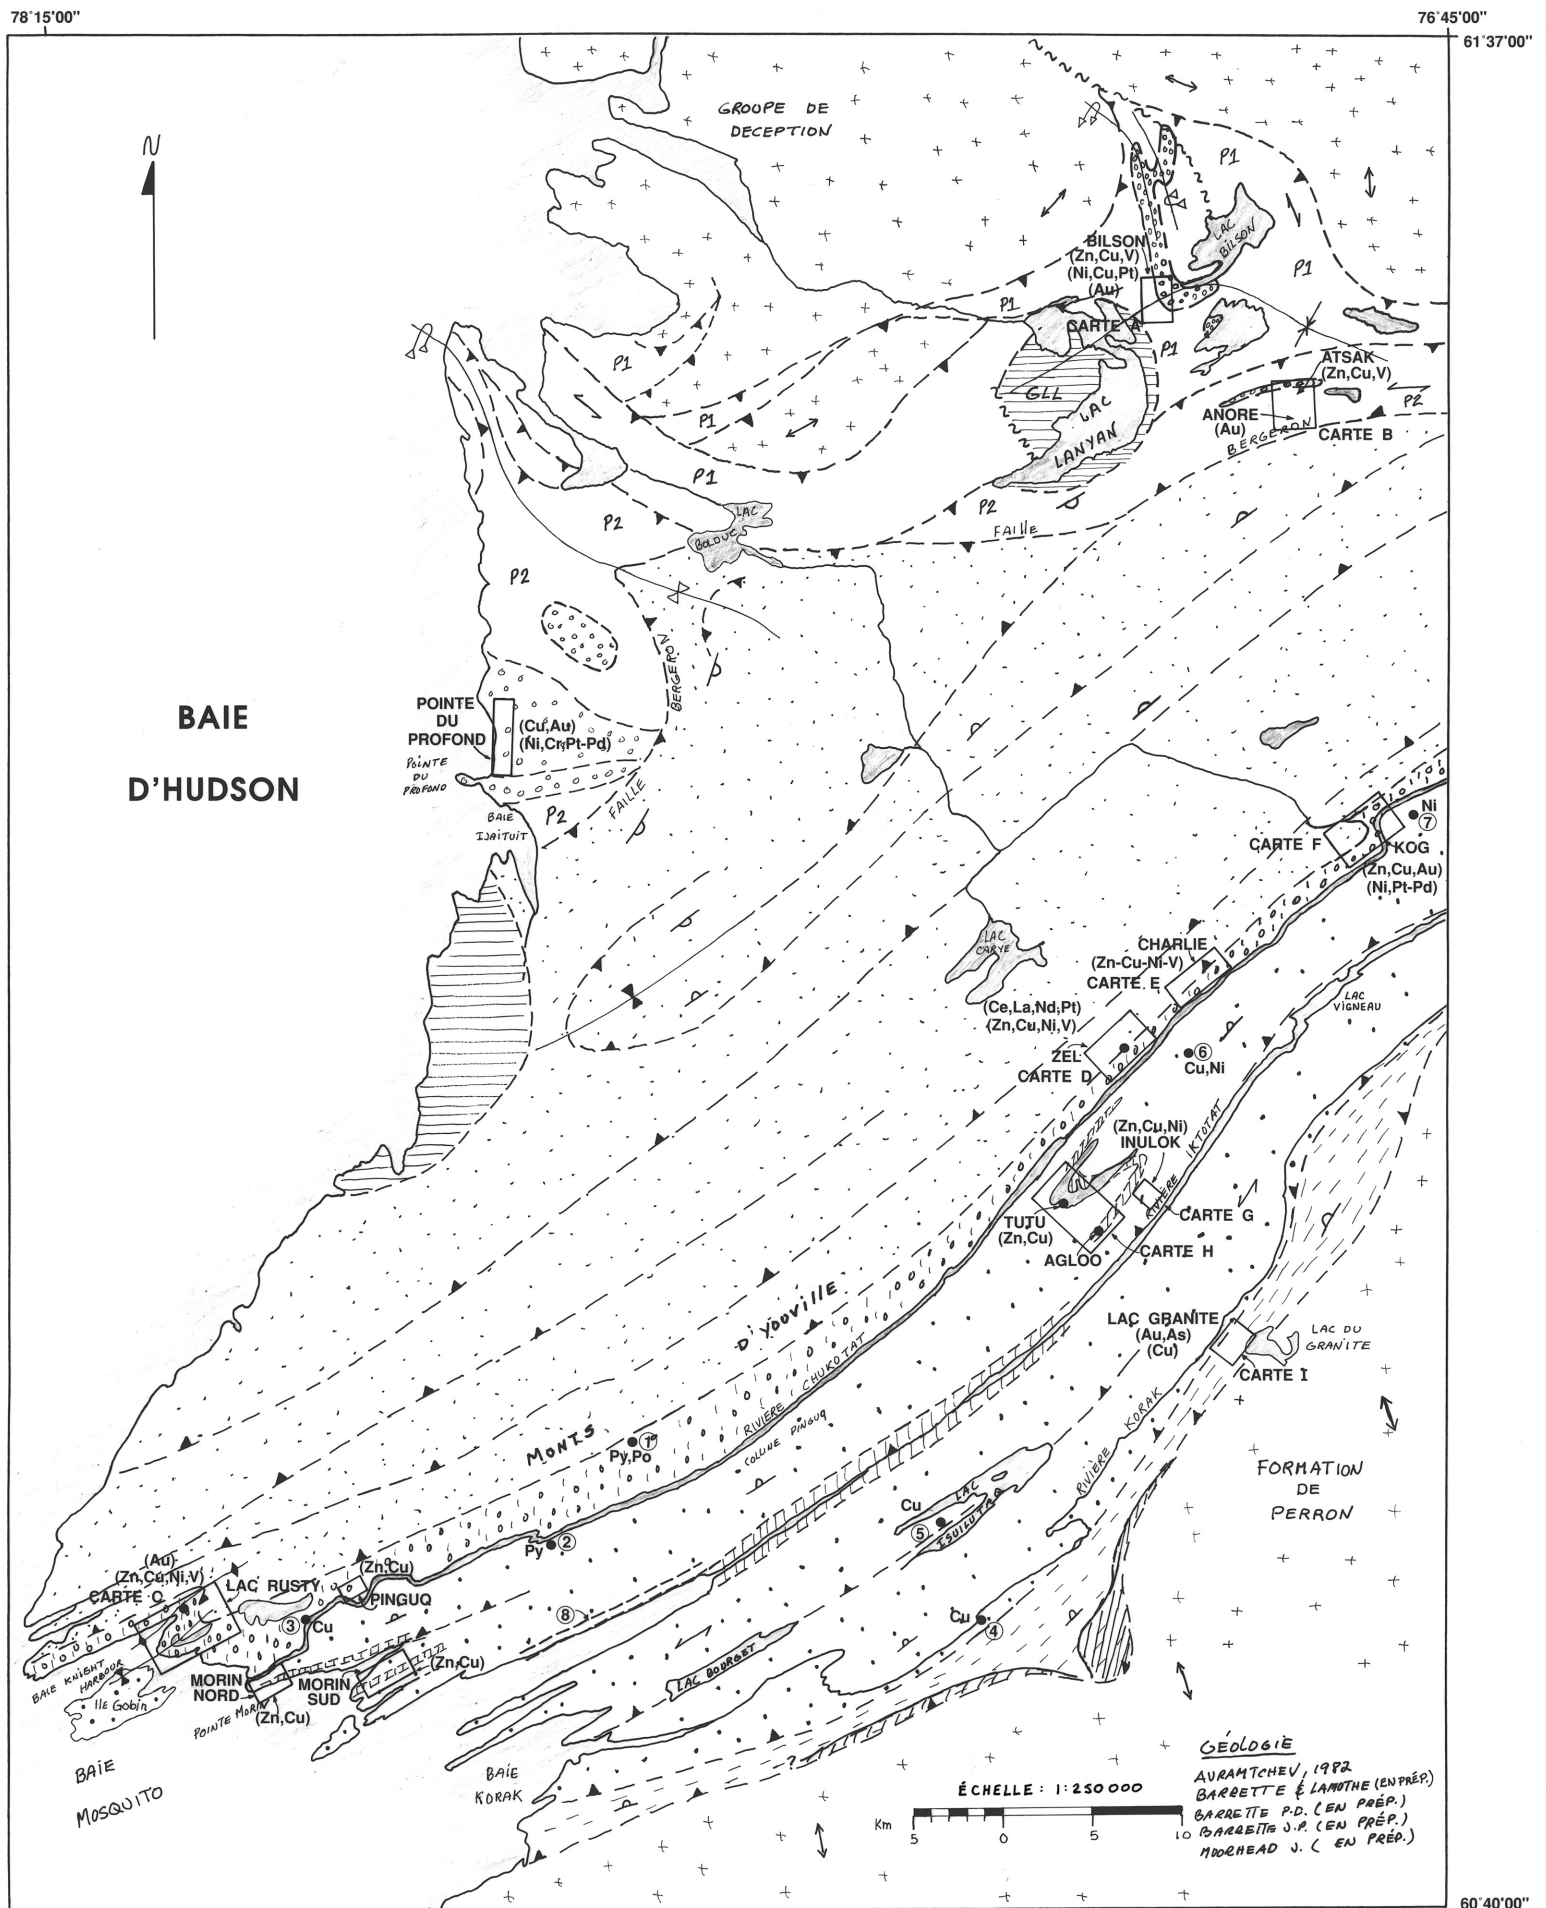 78°15'00"
76°45'00"
61°37'00"
N
GROUPE DE
DECEPTION
P1
LAC
BILSON
BILSON
(Zn,Cu,V)
(Ni,Cu,Pt)
(Au)
P1
P1
CARTE A
P1
ATSAK
(Zn,Cu,V)
P1
GLL
P2
P1
LAC
LANYAN
ANORE
(Au)
BERGERON
CARTE B
P1
P2
P2
LAC
BOLDUC
FAILLE
P2
BERGERON
POINTE
DU
PROFOND
(Cu,Au)
(Ni,Cr,Pt-Pd)
BAIE
D'HUDSON
POINTE
DU
PROFOND
BAIE
IJAITUIT
P2
FAILLE
Ni
7
CARTE F
KOG
(Zn,Cu,Au)
(Ni,Pt-Pd)
LAC
CARYE
CHARLIE
(Zn-Cu-Ni-V)
CARTE E
LAC
VIGNEAU
(Ce,La,Nd,Pt)
(Zn,Cu,Ni,V)
ZEL
CARTE D
6
Cu,Ni
(Zn,Cu,Ni)
INULOK
RIVIÈRE IKTOTAT
TUTU
(Zn,Cu)
CARTE G
AGLOO
CARTE H
MONTS D'YOUVILLE
LAC GRANITE
(Au,As)
(Cu)
LAC DU
GRANITE
CARTE I
RIVIÈRE CHUKOTAT
COLLINE PINGUQ
RIVIÈRE KORAK
1
Py,Po
FORMATION
DE
PERRON
Cu
5
LAC
ISUILUTAQ
Py
2
(Au)
(Zn,Cu,Ni,V)
CARTE C
LAC RUSTY
(Zn,Cu)
PINGUQ
3
Cu
8
Cu
4
BAIE KNIGHT
HARBOUR
MORIN
NORD
MORIN
SUD
(Zn,Cu)
LAC BOURGET
Ile Gobin
POINTE MORIN
(Zn,Cu)
BAIE
MOSQUITO
BAIE
KORAK
?
ÉCHELLE : 1:250 000
Km
5 0 5 10
GÉOLOGIE
AVRAMTCHEV, 1982
BARRETTE & LAMOTHE (EN PRÉP.)
BARRETTE P.D. (EN PRÉP.)
BARRETTE J.P. (EN PRÉP.)
MOORHEAD J. ( EN PRÉP.)
60°40'00"